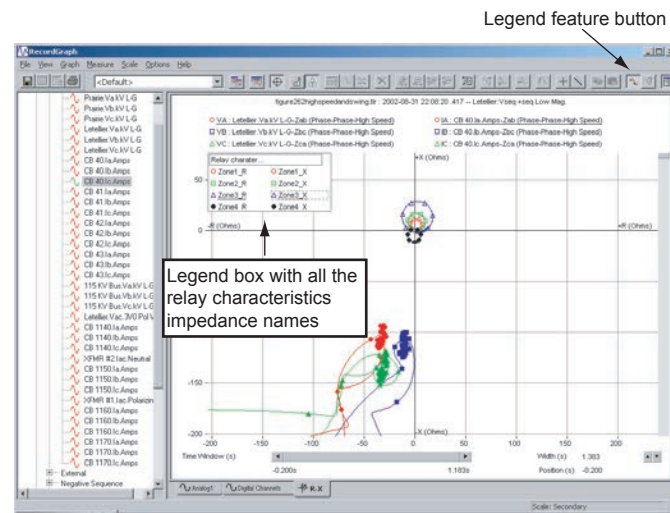 Legend feature button
RecordGraph
File View Graph Measure Scale Options Help
<Default>
Prairie.Va.kV L-G
Prairie.Vb.kV L-G
Prairie.Vc.kV L-G
Letellier.Va.kV L-G
Letellier.Vb.kV L-G
Letellier.Vc.kV L-G
CB 40.Ia.Amps
CB 40.Ib.Amps
CB 40.Ic.Amps
CB 41.Ia.Amps
CB 41.Ib.Amps
CB 41.Ic.Amps
CB 42.Ia.Amps
CB 42.Ib.Amps
CB 42.Ic.Amps
CB 43.Ia.Amps
CB 43.Ib.Amps
CB 43.Ic.Amps
115 KV Bus.Va.kV L-G
115 KV Bus.Vb.kV L-G
115 KV Bus.Vc.kV L-G
Letellier.Vac.3V0 Pol V
CB 1140.Ia.Amps
CB 1140.Ib.Amps
CB 1140.Ic.Amps
XFMR #2.Iac.Neutral
CB 1150.Ia.Amps
CB 1150.Ib.Amps
CB 1150.Ic.Amps
XFMR #1.Iac.Polarizin
CB 1160.Ia.Amps
CB 1160.Ib.Amps
CB 1160.Ic.Amps
CB 1170.Ia.Amps
CB 1170.Ib.Amps
CB 1170.Ic.Amps
External
Negative Sequence
figure262highspeedandswing.tlr : 2002-08-31 22:08:20 .417 -- Letellier:Vseq +seq Low Mag.
VA : Letellier.Va.kV L-G-Zab (Phase-Phase-High Speed)
IA : CB 40.Ia.Amps-Zab (Phase-Phase-High Speed)
VB : Letellier.Vb.kV L-G-Zbc (Phase-Phase-High Speed)
IB : CB 40.Ib.Amps-Zbc (Phase-Phase-High Speed)
VC : Letellier.Vc.kV L-G-Zca (Phase-Phase-High Speed)
IC : CB 40.Ic.Amps-Zca (Phase-Phase-High Speed)
Relay charater...
Zone1_R Zone1_X
Zone2_R Zone2_X
Zone3_R Zone3_X
Zone4_R Zone4_X
+X (Ohms)
50
-R (Ohms)
+R (Ohms)
0
Legend box with all the
relay characteristics
impedance names
-150
-200
-X (Ohms)
-200 -150 -100 -50 0 50 100 150 200
Time Window (s)
-0.200s
1.183s
Width (s) 1.383
Position (s) -0.200
Analog1 Digital Channels R-X
Scale: Secondary